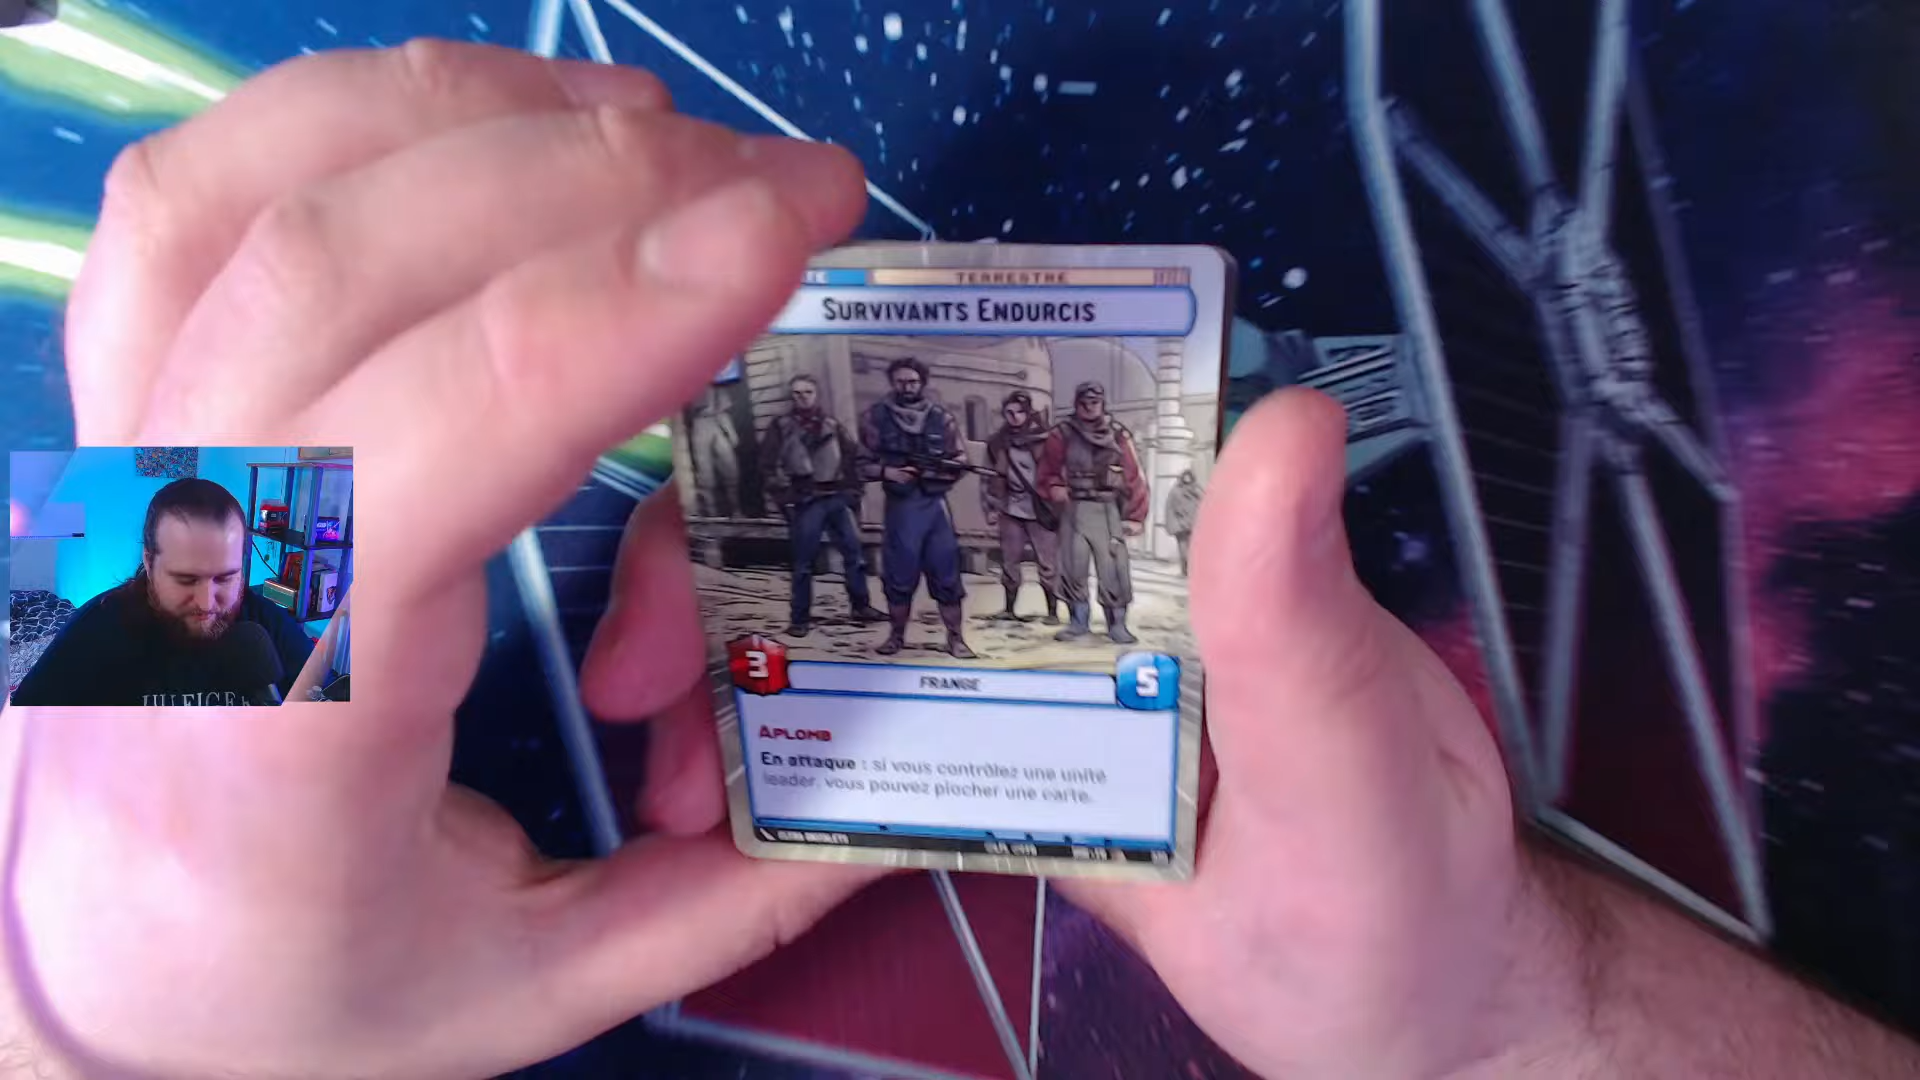 TERRESTRE
SURVIVANTS ENDURCIS
3
FRANGE
5
APLOMB
En attaque : si vous contrôlez une unité
leader, vous pouvez piocher une carte.